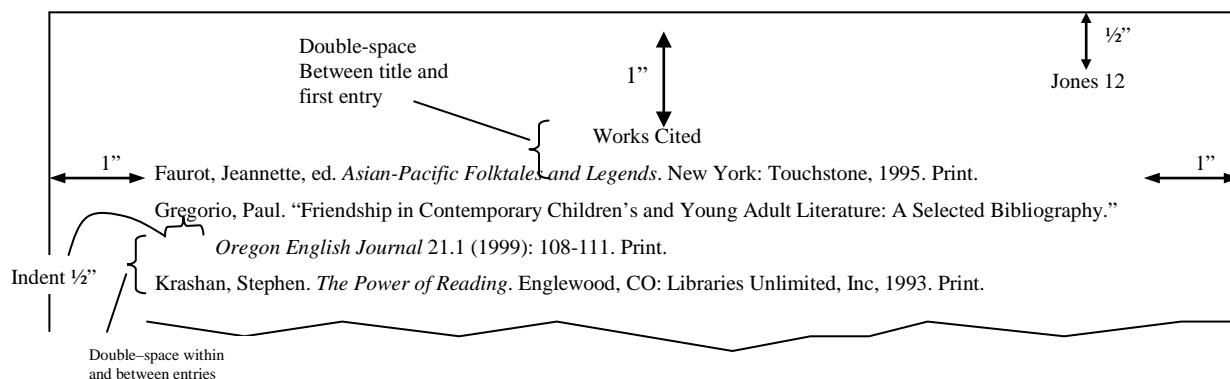 ½”
Double-space
Between title and
first entry
1”
Jones 12
Works Cited
1”
Faurot, Jeannette, ed. Asian-Pacific Folktales and Legends. New York: Touchstone, 1995. Print.
1”
Gregorio, Paul. “Friendship in Contemporary Children’s and Young Adult Literature: A Selected Bibliography.”
Oregon English Journal 21.1 (1999): 108-111. Print.
Indent ½”
Krashan, Stephen. The Power of Reading. Englewood, CO: Libraries Unlimited, Inc, 1993. Print.
Double–space within
and between entries